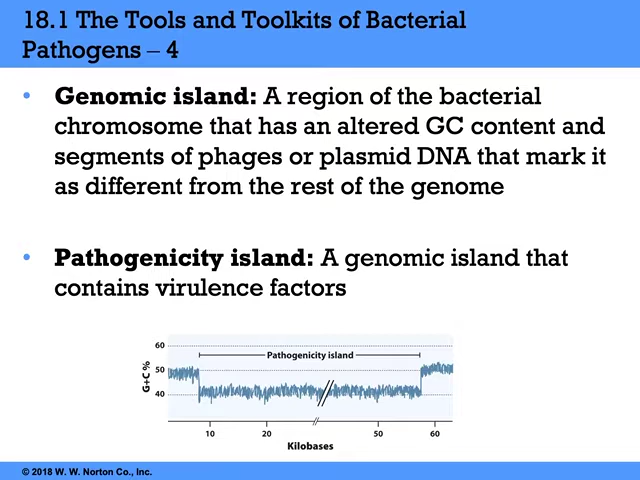 18.1 The Tools and Toolkits of Bacterial
Pathogens – 4
• Genomic island: A region of the bacterial
chromosome that has an altered GC content and
segments of phages or plasmid DNA that mark it
as different from the rest of the genome
• Pathogenicity island: A genomic island that
contains virulence factors
60
Pathogenicity island
50
G+C %
40
10 20 50 60
Kilobases
© 2018 W. W. Norton Co., Inc.